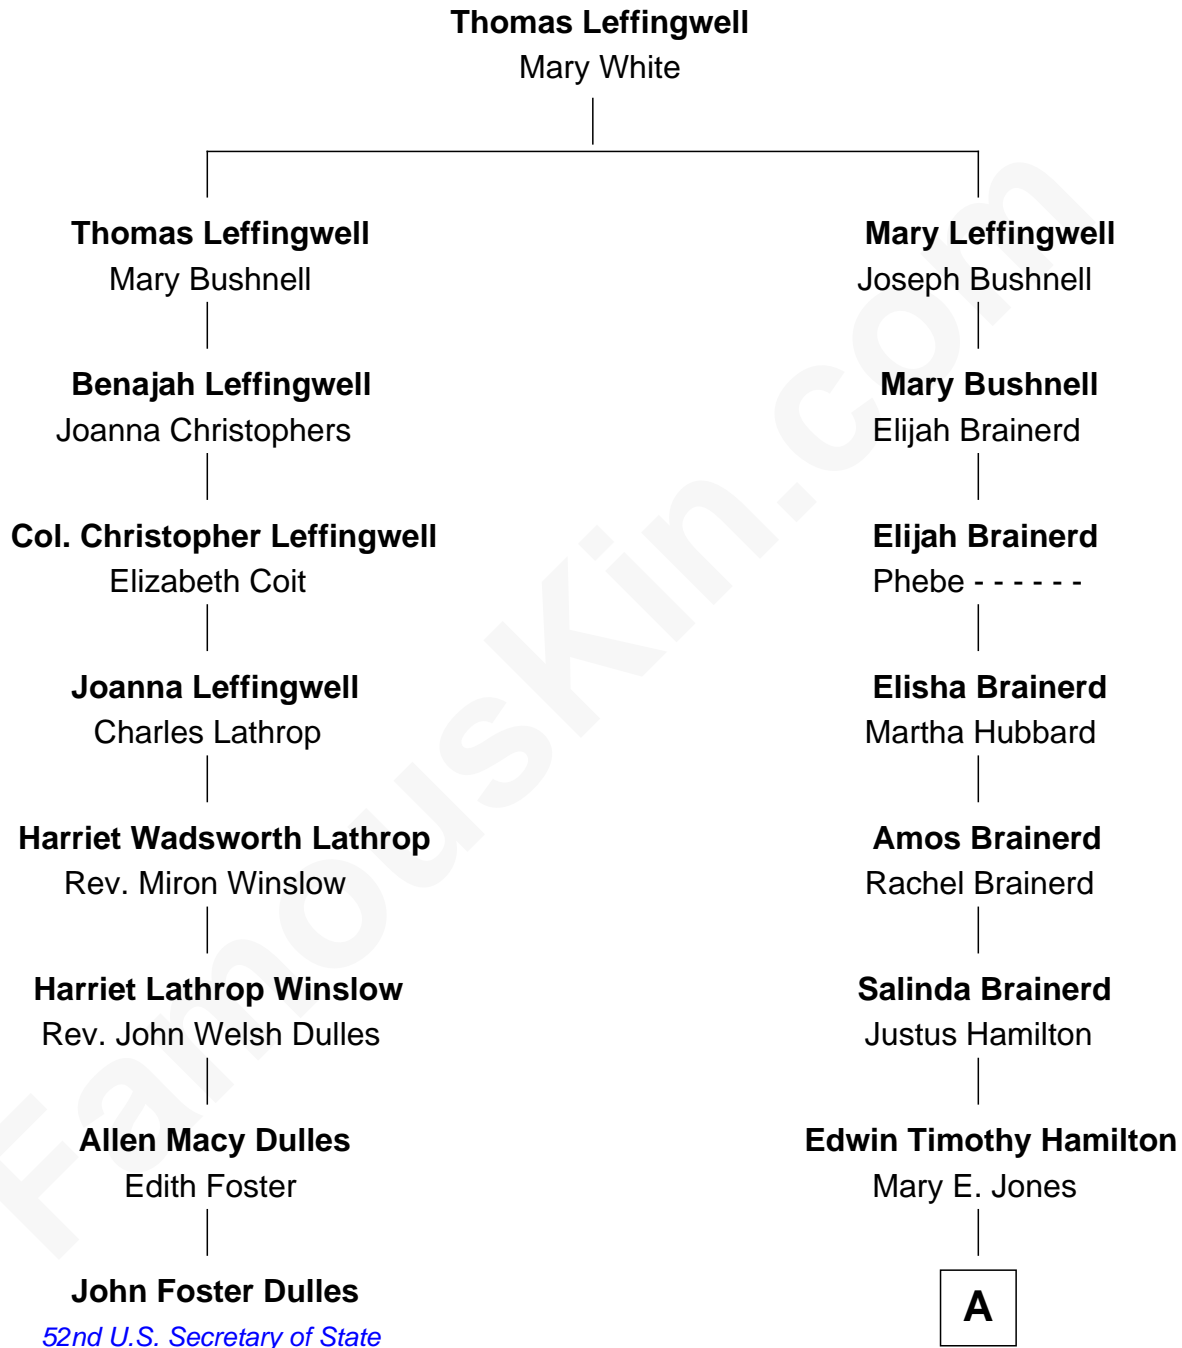 Thomas Leffingwell
Mary White
Thomas Leffingwell
Mary Bushnell
Benajah Leffingwell
Joanna Christophers
Col. Christopher Leffingwell
Elizabeth Coit
Joanna Leffingwell
Charles Lathrop
Harriet Wadsworth Lathrop
Rev. Miron Winslow
Harriet Lathrop Winslow
Rev. John Welsh Dulles
Allen Macy Dulles
Edith Foster
John Foster Dulles
52nd U.S. Secretary of State
Mary Leffingwell
Joseph Bushnell
Mary Bushnell
Elijah Brainerd
Elijah Brainerd
Phebe - - - - - -
Elisha Brainerd
Martha Hubbard
Amos Brainerd
Rachel Brainerd
Salinda Brainerd
Justus Hamilton
Edwin Timothy Hamilton
Mary E. Jones
A
FamousKin.com